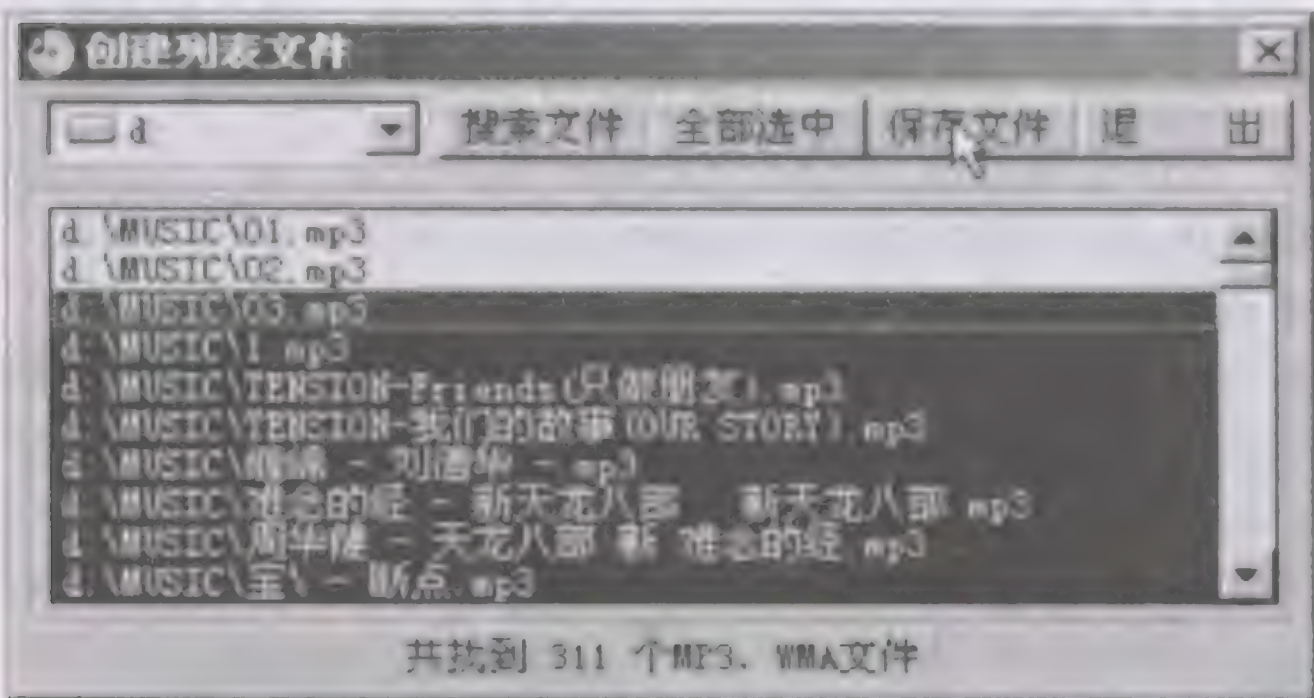 创建列表文件
d 搜索文件 全部选中 保存文件 退 出
d:\MUSIC\01.mp3
d:\MUSIC\02.mp3
d:\MUSIC\03.mp3
d:\MUSIC\1.mp3
d:\MUSIC\TENSION-Friends(只做朋友).mp3
d:\MUSIC\TENSION-我们的故事(OUR STORY).mp3
d:\MUSIC\ - 刘清华 - mp3
d:\MUSIC\难念的经 - 新天龙八部 新天龙八部.mp3
d:\MUSIC\周华健 - 天龙八部 新 难念的经.mp3
d:\MUSIC\宝\ - 断点.mp3
共找到 311 个MP3、WMA文件